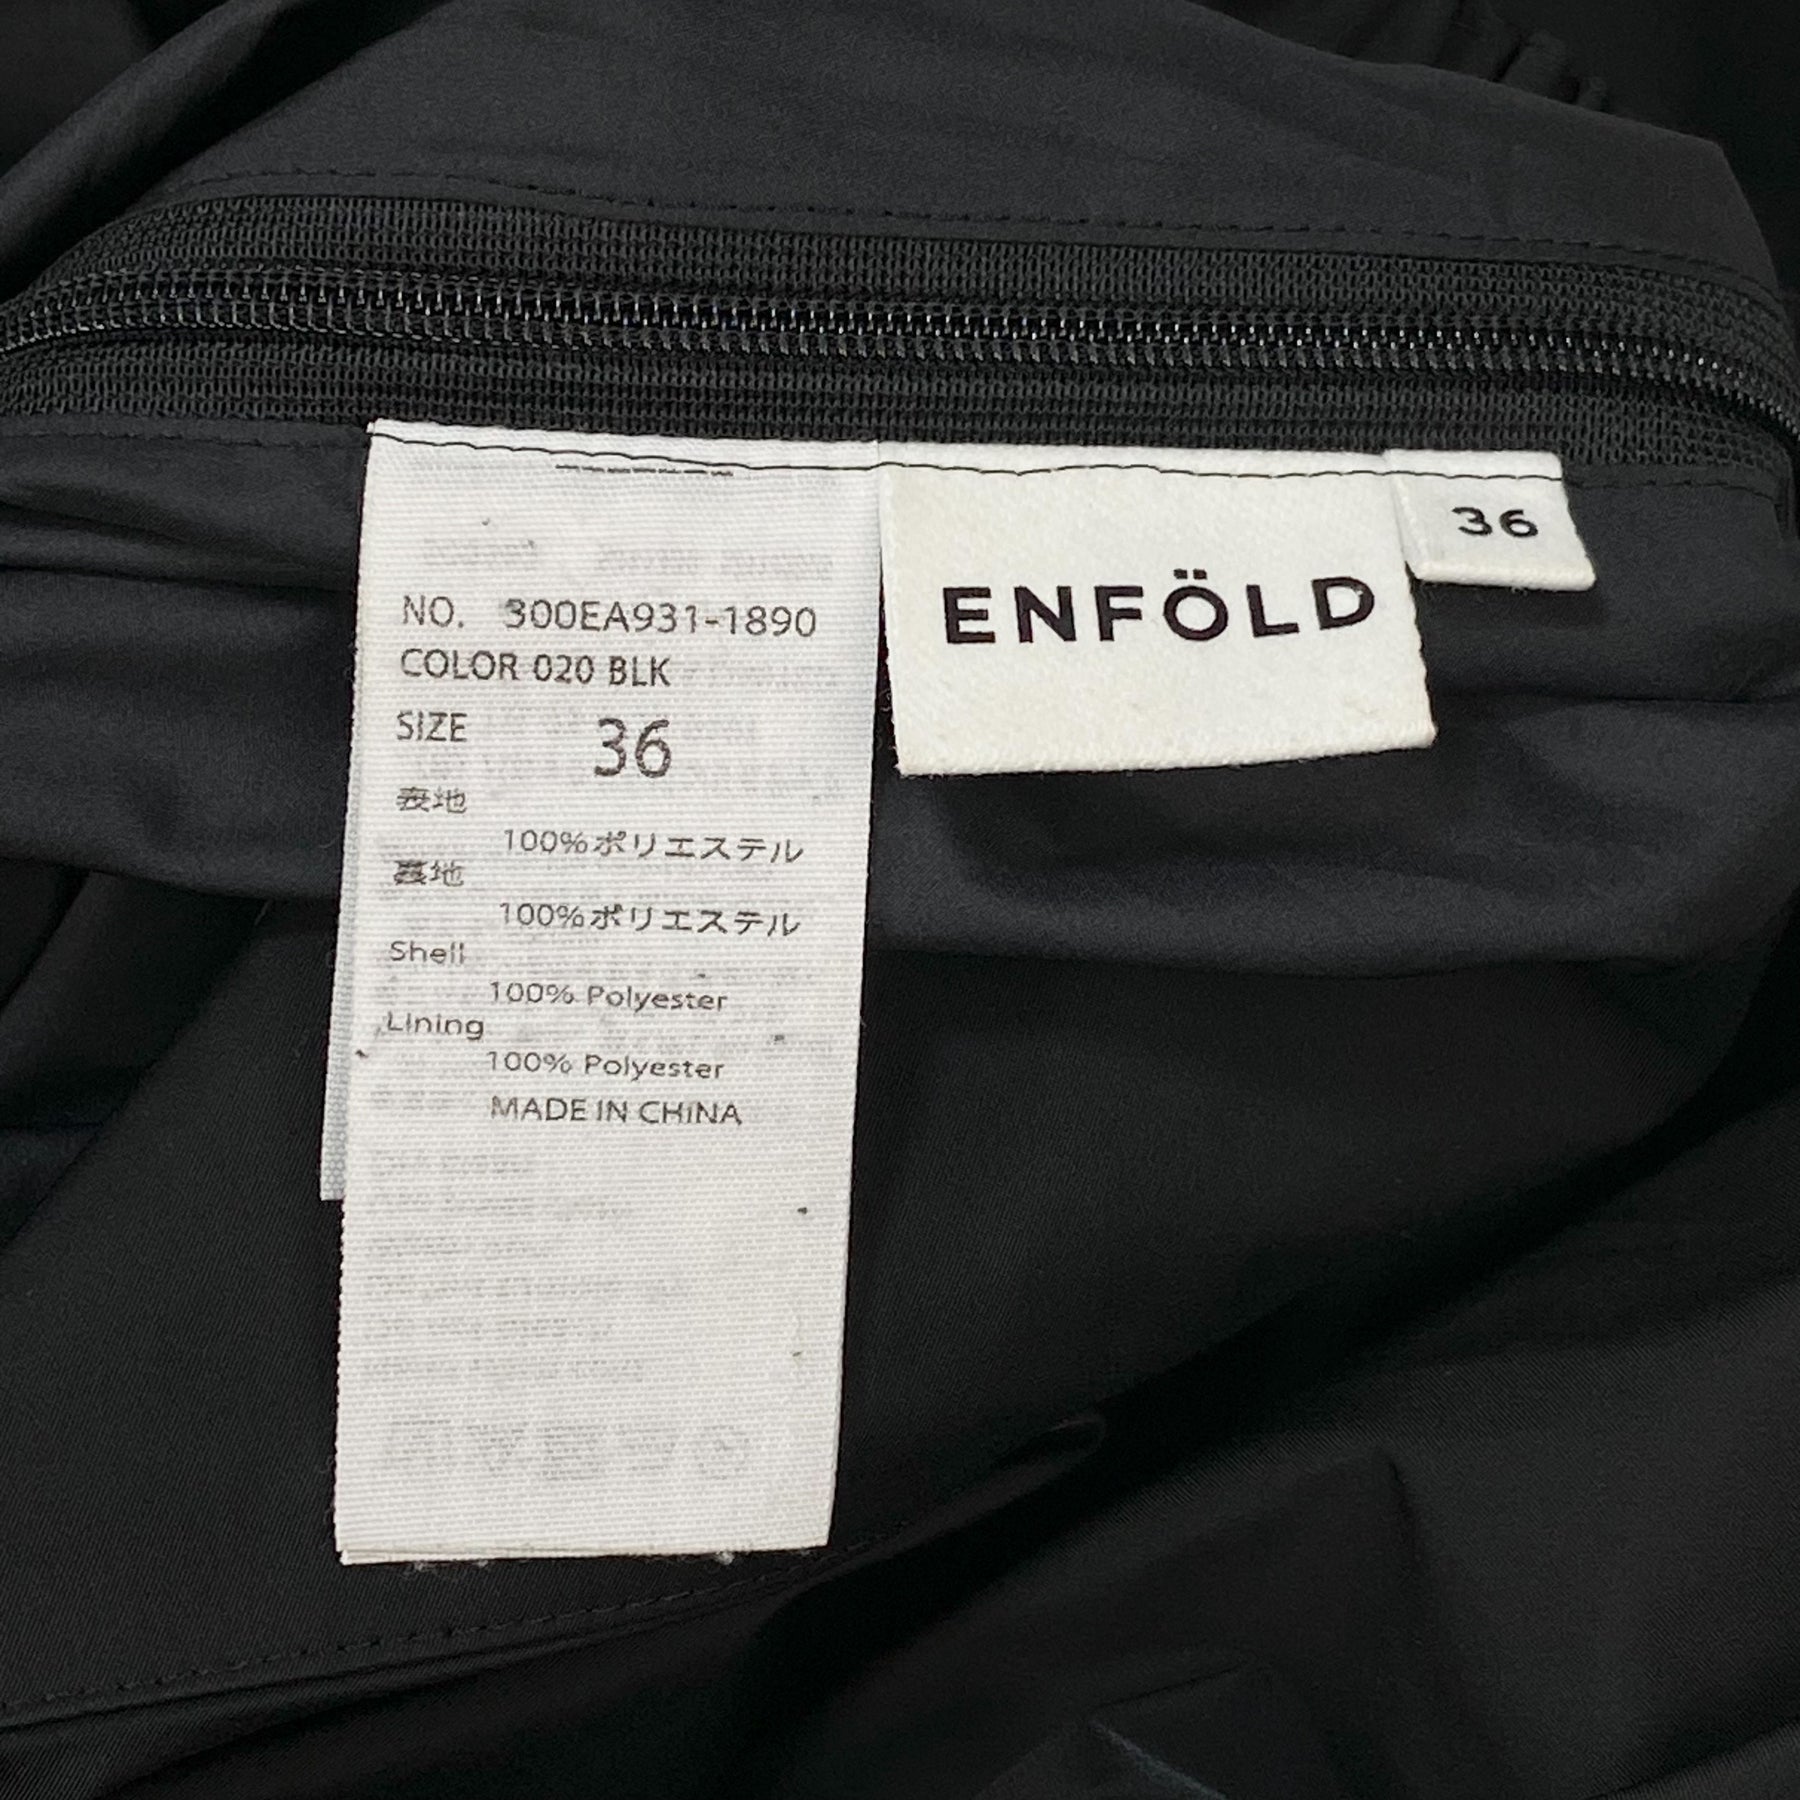 NO. 300EA931-1890
COLOR 020 BLK
SIZE 36
表地
100%ポリエステル
裏地
100%ポリエステル
Shell
100% Polyester
Lining
100% Polyester
MADE IN CHINA
ENFÖLD
36